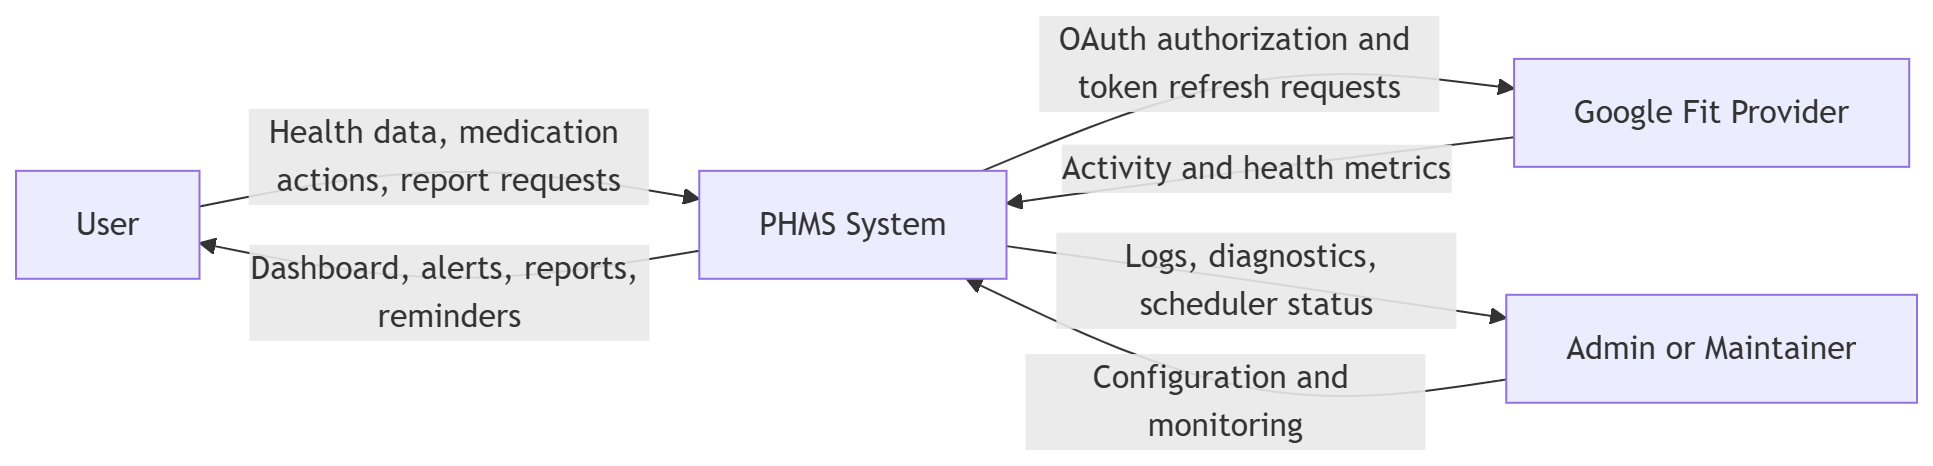 User
Health data, medication
actions, report requests
Dashboard, alerts, reports,
reminders
PHMS System
OAuth authorization and
token refresh requests
Activity and health metrics
Logs, diagnostics,
scheduler status
Configuration and
monitoring
Google Fit Provider
Admin or Maintainer